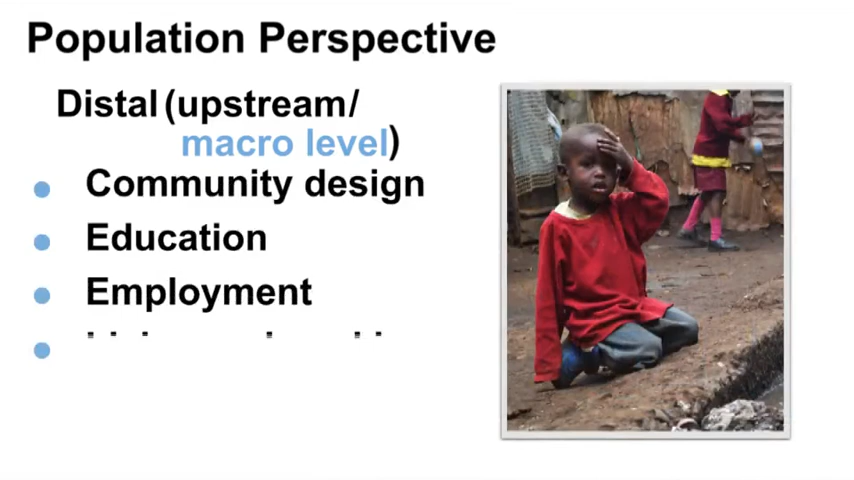 Population Perspective
Distal (upstream/
macro level)
Community design
Education
Employment